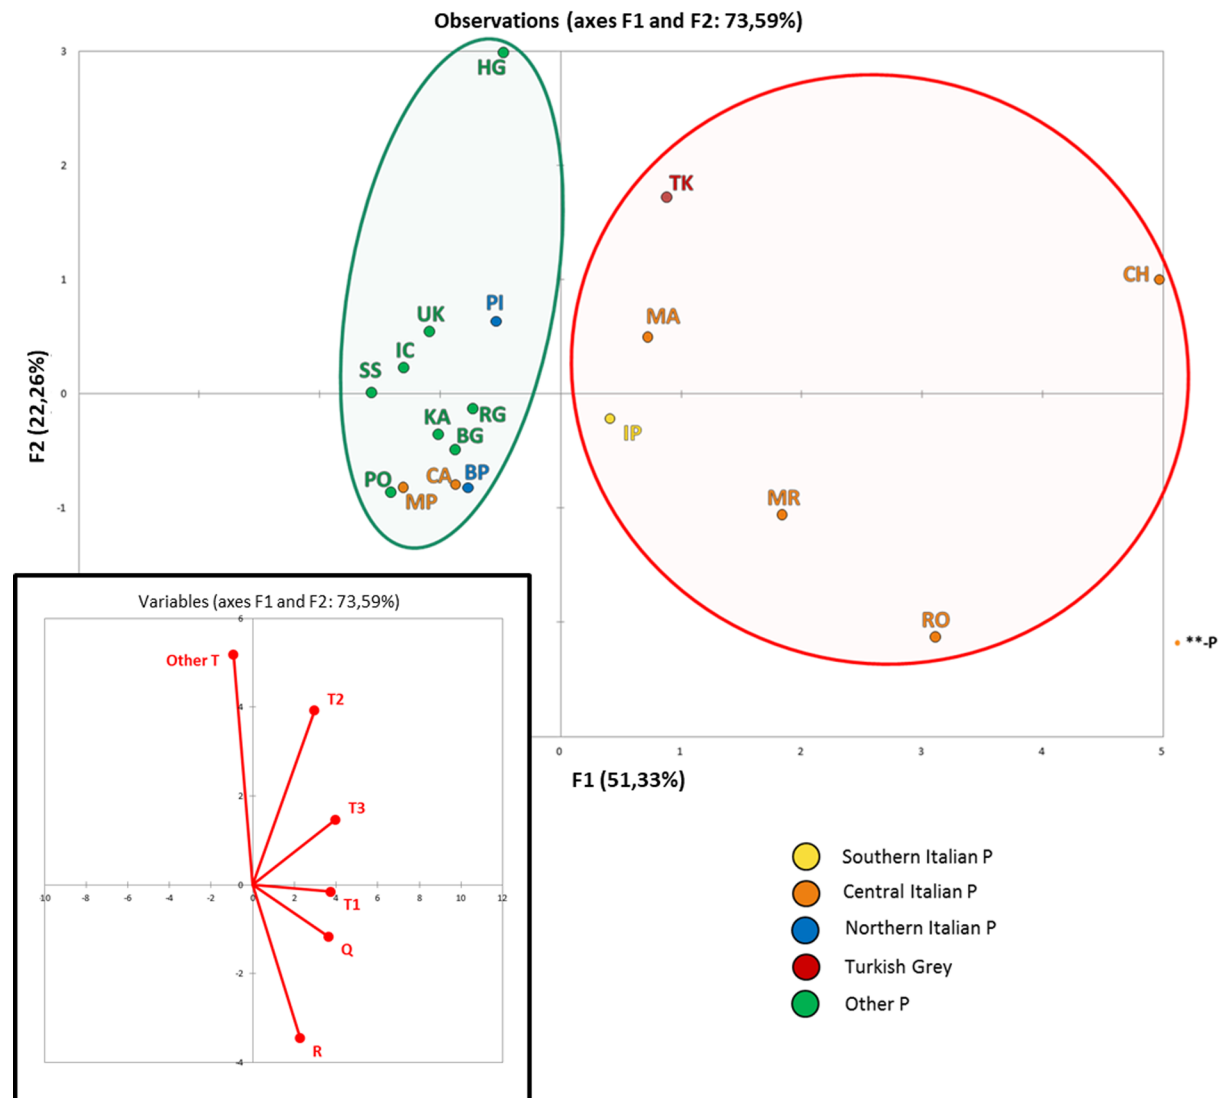 Observations (axes F1 and F2: 73,59%)
3
HG
2
TK
1
CH
PI
UK
MA
IC
SS
0
KA
RG
BG
IP
PO
CA
BP
MP
MR
-1
RO
**-P
F2 (22,26%)
0 1 2 3 4 5
F1 (51,33%)
Variables (axes F1 and F2: 73,59%)
6
Other T
T2
4
T3
2
0
10 -8 -6 -4 -2 0 2 4 6 8 10 12
T1
Q
-2
R
-4
Southern Italian P
Central Italian P
Northern Italian P
Turkish Grey
Other P